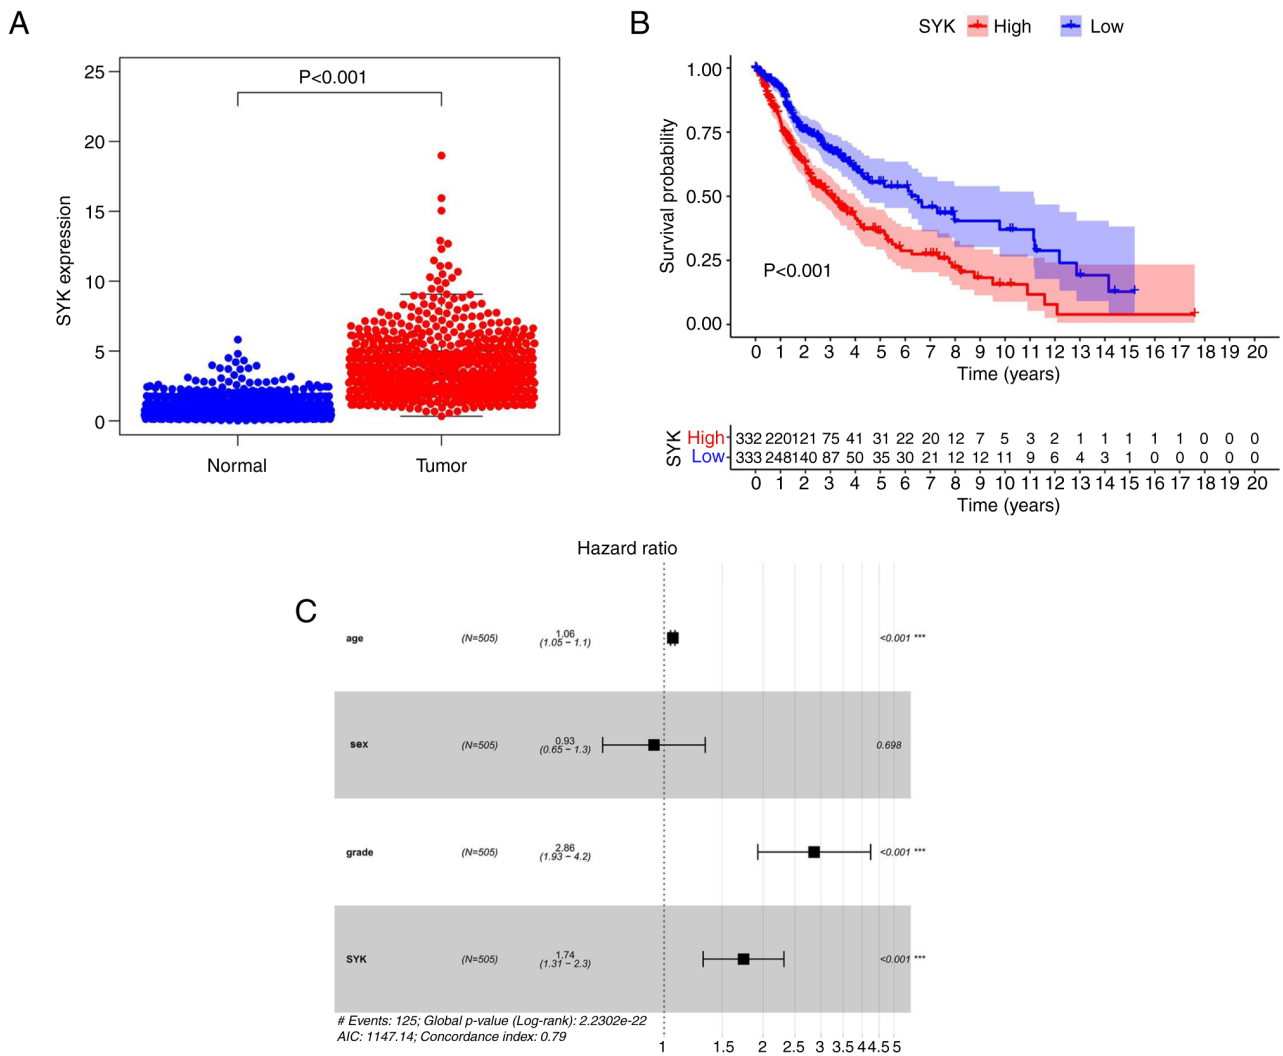 A
P<0.001
25
20
15
10
5
0
SYK expression
Normal
Tumor
B
SYK High Low
1.00
0.75
0.50
0.25
0.00
Survival probability
P<0.001
0 1 2 3 4 5 6 7 8 9 10 11 12 13 14 15 16 17 18 19 20
Time (years)
SYK
High 332 220 121 75 41 31 22 20 12 7 5 3 2 1 1 1 1 1 0 0 0
Low 333 248 140 87 50 35 30 21 12 12 11 9 6 4 3 1 0 0 0 0 0
0 1 2 3 4 5 6 7 8 9 10 11 12 13 14 15 16 17 18 19 20
Time (years)
C
Hazard ratio
age (N=505) 1.06 <0.001 ***
(1.05 − 1.1)
sex (N=505) 0.93 0.698
(0.65 − 1.3)
grade (N=505) 2.86 <0.001 ***
(1.93 − 4.2)
SYK (N=505) 1.74 <0.001 ***
(1.31 − 2.3)
# Events: 125; Global p-value (Log-rank): 2.2302e-22
AIC: 1147.14; Concordance index: 0.79
1 1.5 2 2.5 3 3.5 4 4.5 5